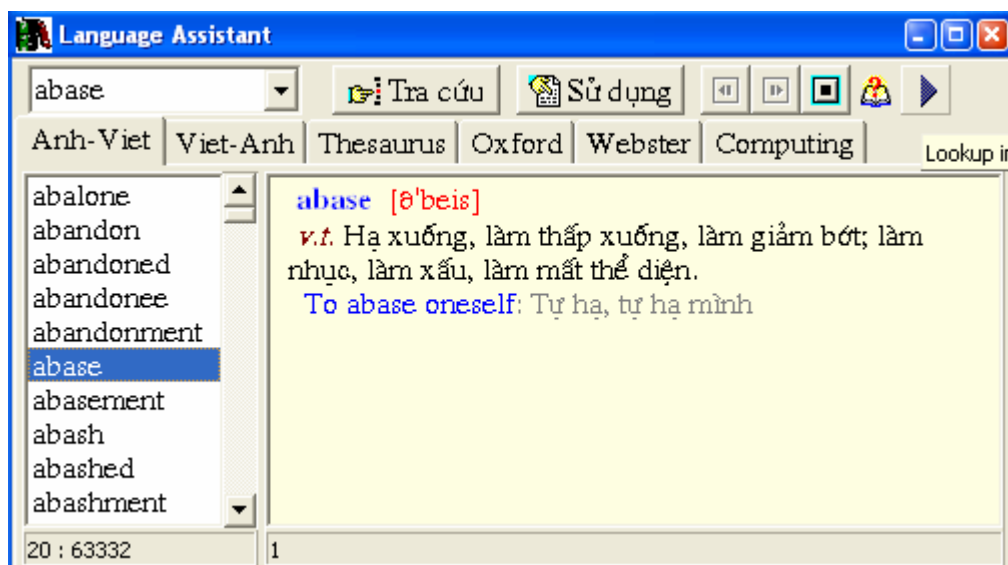 Language Assistant
abase Tra cứu Sử dụng
Anh-Viet Viet-Anh Thesaurus Oxford Webster Computing
Lookup
abalone
abandon
abandoned
abandonee
abandonment
abase
abasement
abash
abashed
abashment
abase [ə'beis]
v.t. Hạ xuống, làm thấp xuống, làm giảm bớt; làm
nhục, làm xấu, làm mất thể diện.
To abase oneself: Tự hạ, tự hạ mình
20 : 63332
1